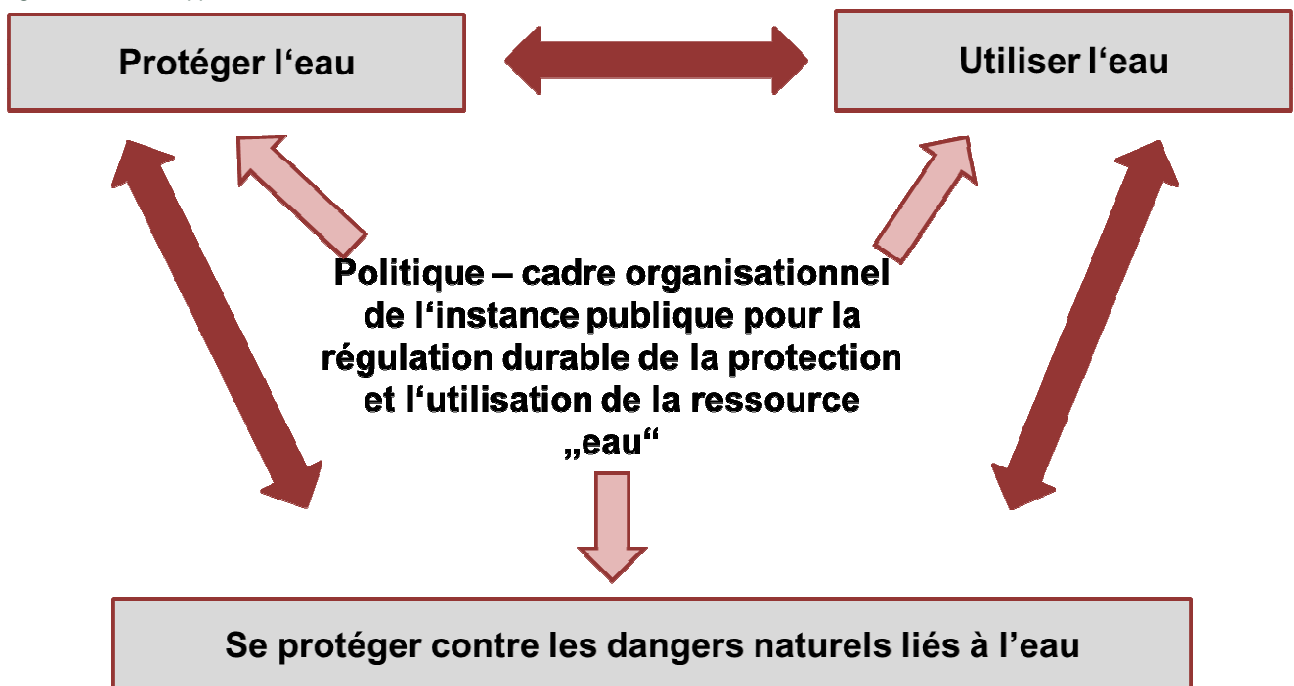 Protéger l‘eau
Utiliser l‘eau
Politique – cadre organisationnel
de l‘instance publique pour la
régulation durable de la protection
et l‘utilisation de la ressource
„eau“
Se protéger contre les dangers naturels liés à l’eau